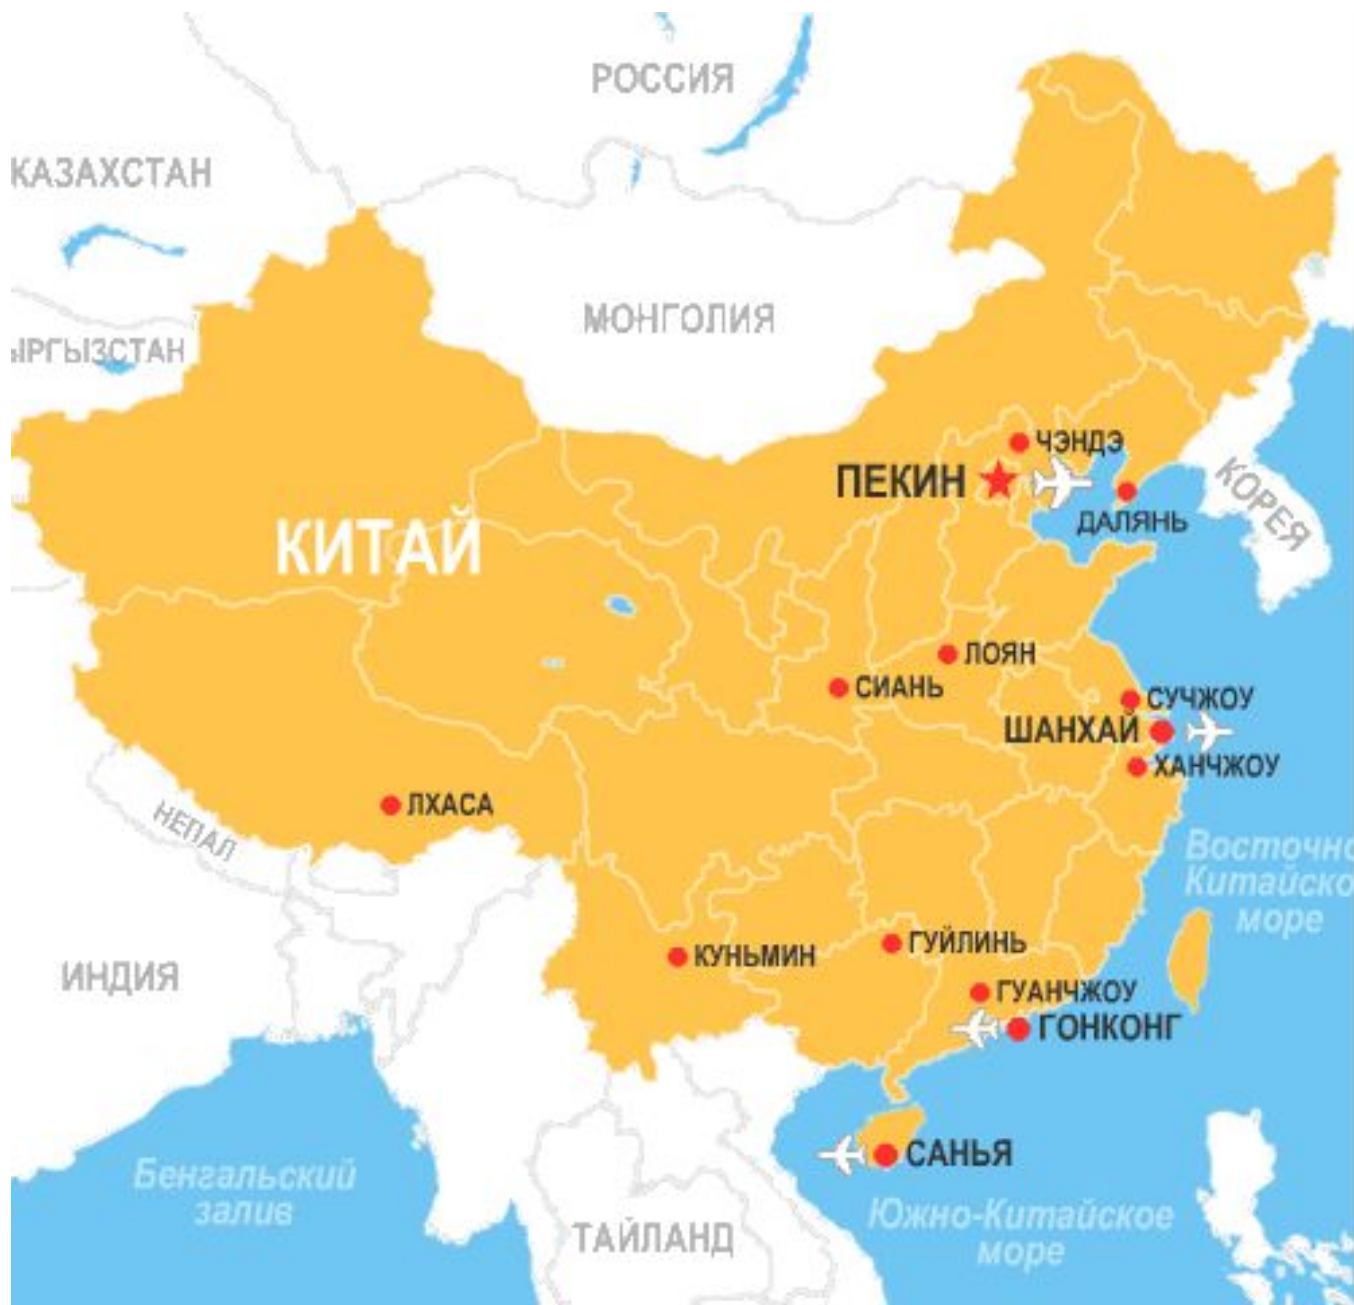 РОССИЯ
КАЗАХСТАН
МОНГОЛИЯ
ЫРГЫЗСТАН
ЧЭНДЭ
ПЕКИН
КОРЕЯ
ДАЛЯНЬ
КИТАЙ
ЛОЯН
СИАНЬ
СУЧЖОУ
ШАНХАЙ
ХАНЧЖОУ
ЛХАСА
НЕПАЛ
Восточно
Китайско
море
ГУЙЛИНЬ
КУНЬМИН
ИНДИЯ
ГУАНЧЖОУ
ГОНКОНГ
САНЬЯ
Бенгальский
залив
Южно-Китайское
море
ТАЙЛАНД